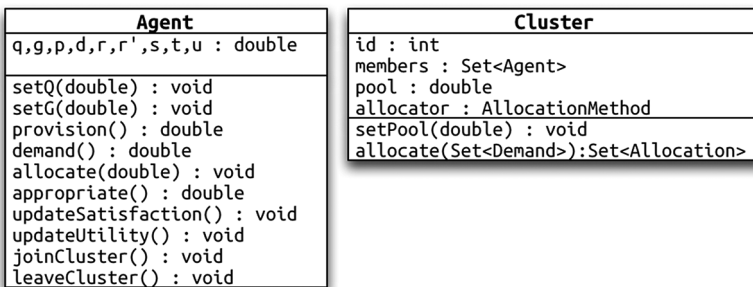 Agent
q,g,p,d,r,r',s,t,u : double
setQ(double) : void
setG(double) : void
provision() : double
demand() : double
allocate(double) : void
appropriate() : double
updateSatisfaction() : void
updateUtility() : void
joinCluster() : void
leaveCluster() : void
Cluster
id : int
members : Set<Agent>
pool : double
allocator : AllocationMethod
setPool(double) : void
allocate(Set<Demand>):Set<Allocation>